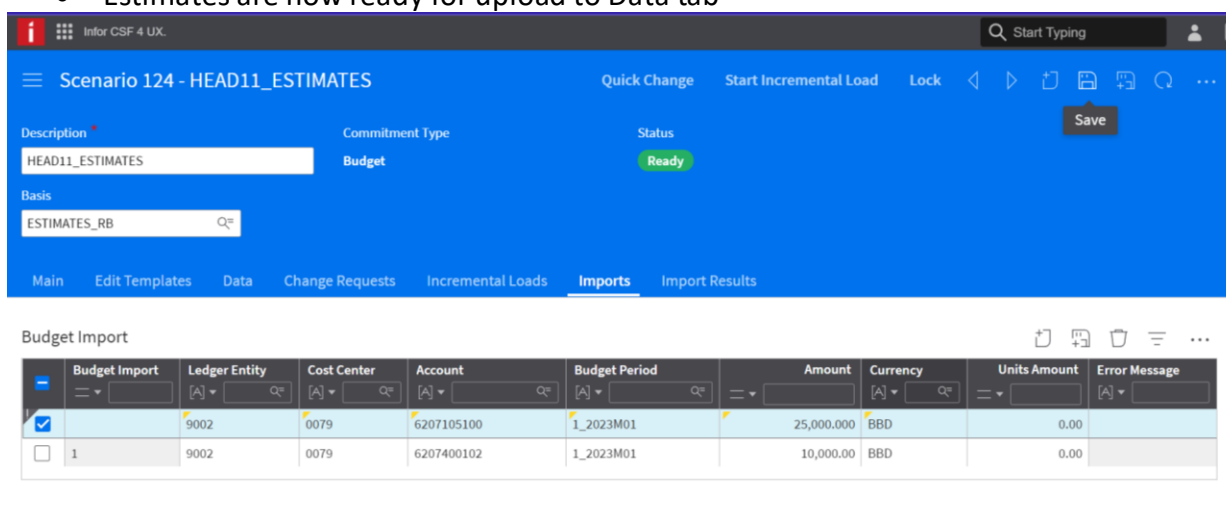 Estimates are now ready for upload to Data tab
Infor CSF 4 UX.
Start Typing
Scenario 124 - HEAD11_ESTIMATES
Quick Change
Start Incremental Load
Lock
Save
Description *
Commitment Type
Status
HEAD11_ESTIMATES
Budget
Ready
Basis
ESTIMATES_RB
Main Edit Templates Data Change Requests Incremental Loads Imports Import Results
Budget Import
Budget Import Ledger Entity Cost Center Account Budget Period Amount Currency Units Amount Error Message
= [A] [A] [A] [A] = [A] = [A]
9002 0079 6207105100 1_2023M01 25,000.000 BBD 0.00
1 9002 0079 6207400102 1_2023M01 10,000.00 BBD 0.00